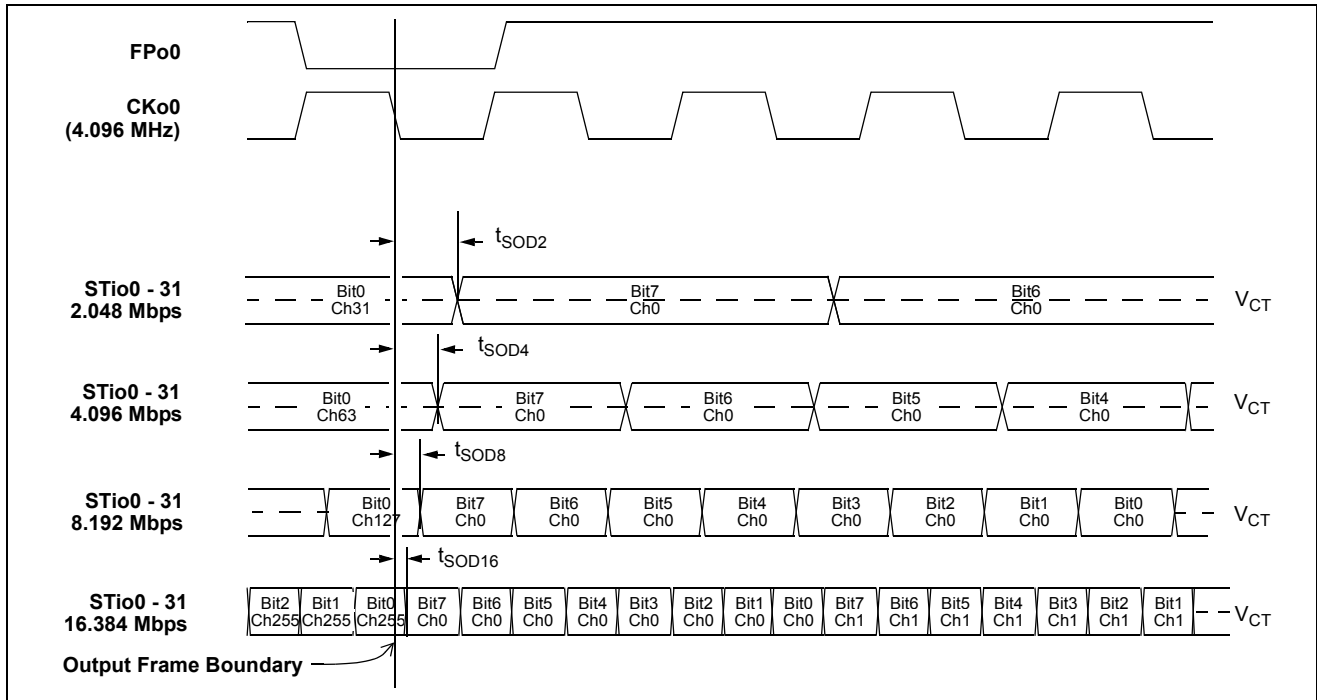 FPo0
CKo0
(4.096 MHz)
tSOD2
STio0 - 31
2.048 Mbps
Bit0
Ch31
Bit7
Ch0
Bit6
Ch0
VCT
tSOD4
STio0 - 31
4.096 Mbps
Bit0
Ch63
Bit7
Ch0
Bit6
Ch0
Bit5
Ch0
Bit4
Ch0
VCT
tSOD8
STio0 - 31
8.192 Mbps
Bit0
Ch127
Bit7
Ch0
Bit6
Ch0
Bit5
Ch0
Bit4
Ch0
Bit3
Ch0
Bit2
Ch0
Bit1
Ch0
Bit0
Ch0
VCT
tSOD16
STio0 - 31
16.384 Mbps
Bit2
Ch255
Bit1
Ch255
Bit0
Ch255
Bit7
Ch0
Bit6
Ch0
Bit5
Ch0
Bit4
Ch0
Bit3
Ch0
Bit2
Ch0
Bit1
Ch0
Bit0
Ch0
Bit7
Ch1
Bit6
Ch1
Bit5
Ch1
Bit4
Ch1
Bit3
Ch1
Bit2
Ch1
Bit1
Ch1
VCT
Output Frame Boundary